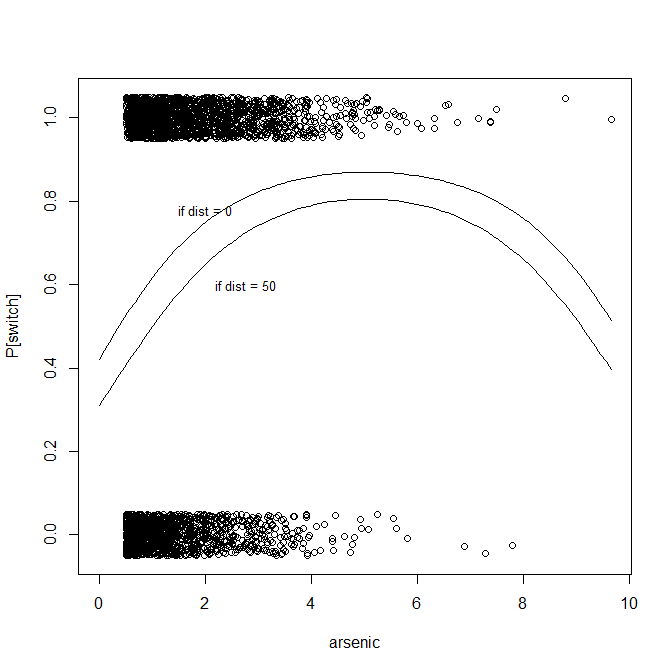 P[switch]
1.0
0.8
0.6
0.4
0.2
0.0
if dist = 0
if dist = 50
0 2 4 6 8 10
arsenic